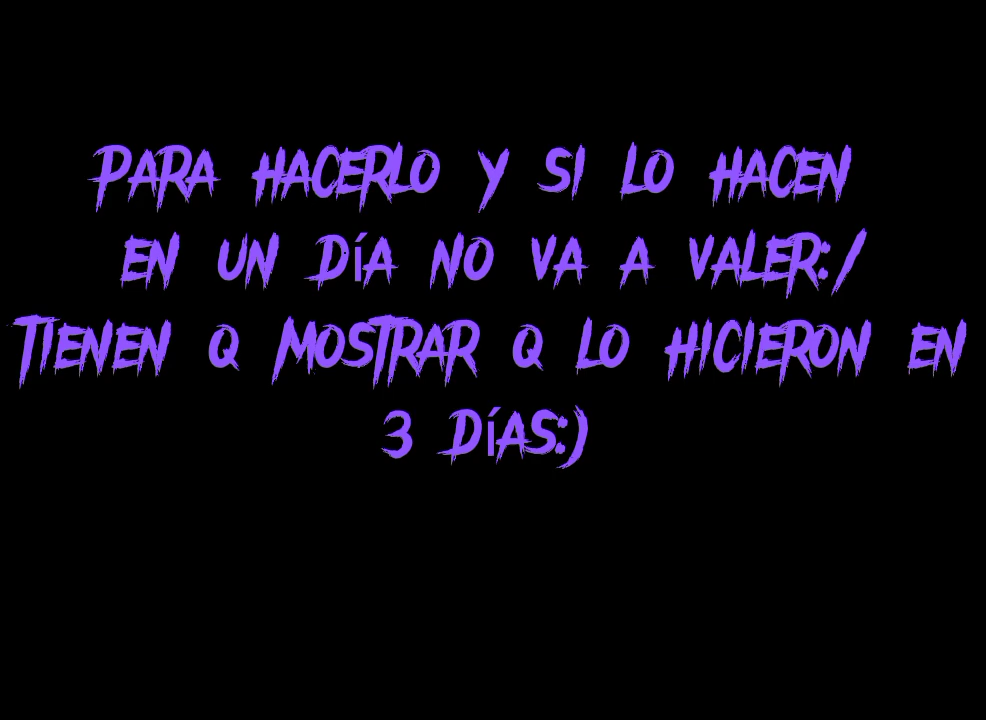 PARA HACERLO Y SI LO HACEN
EN UN DÍA NO VA A VALER:/
TIENEN Q MOSTRAR Q LO HICIERON EN
3 DÍAS:)